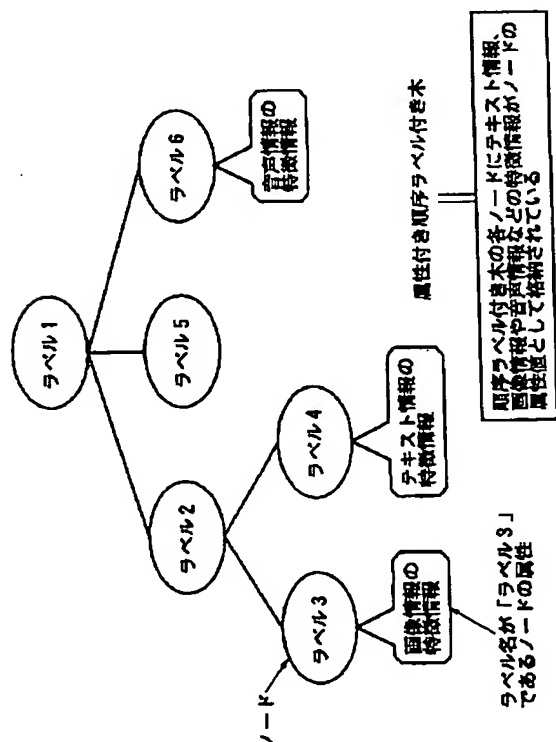 ラベル1
ラベル2
ラベル5
ラベル6
音声情報の
特徴情報
ラベル3
ラベル4
ノード
画像情報の
特徴情報
テキスト情報の
特徴情報
ラベル名が「ラベル3」
であるノードの属性
属性付き順序ラベル付き木
順序ラベル付き木の各ノードにテキスト情報、
画像情報や音声情報などの特徴情報がノードの
属性値として格納されている